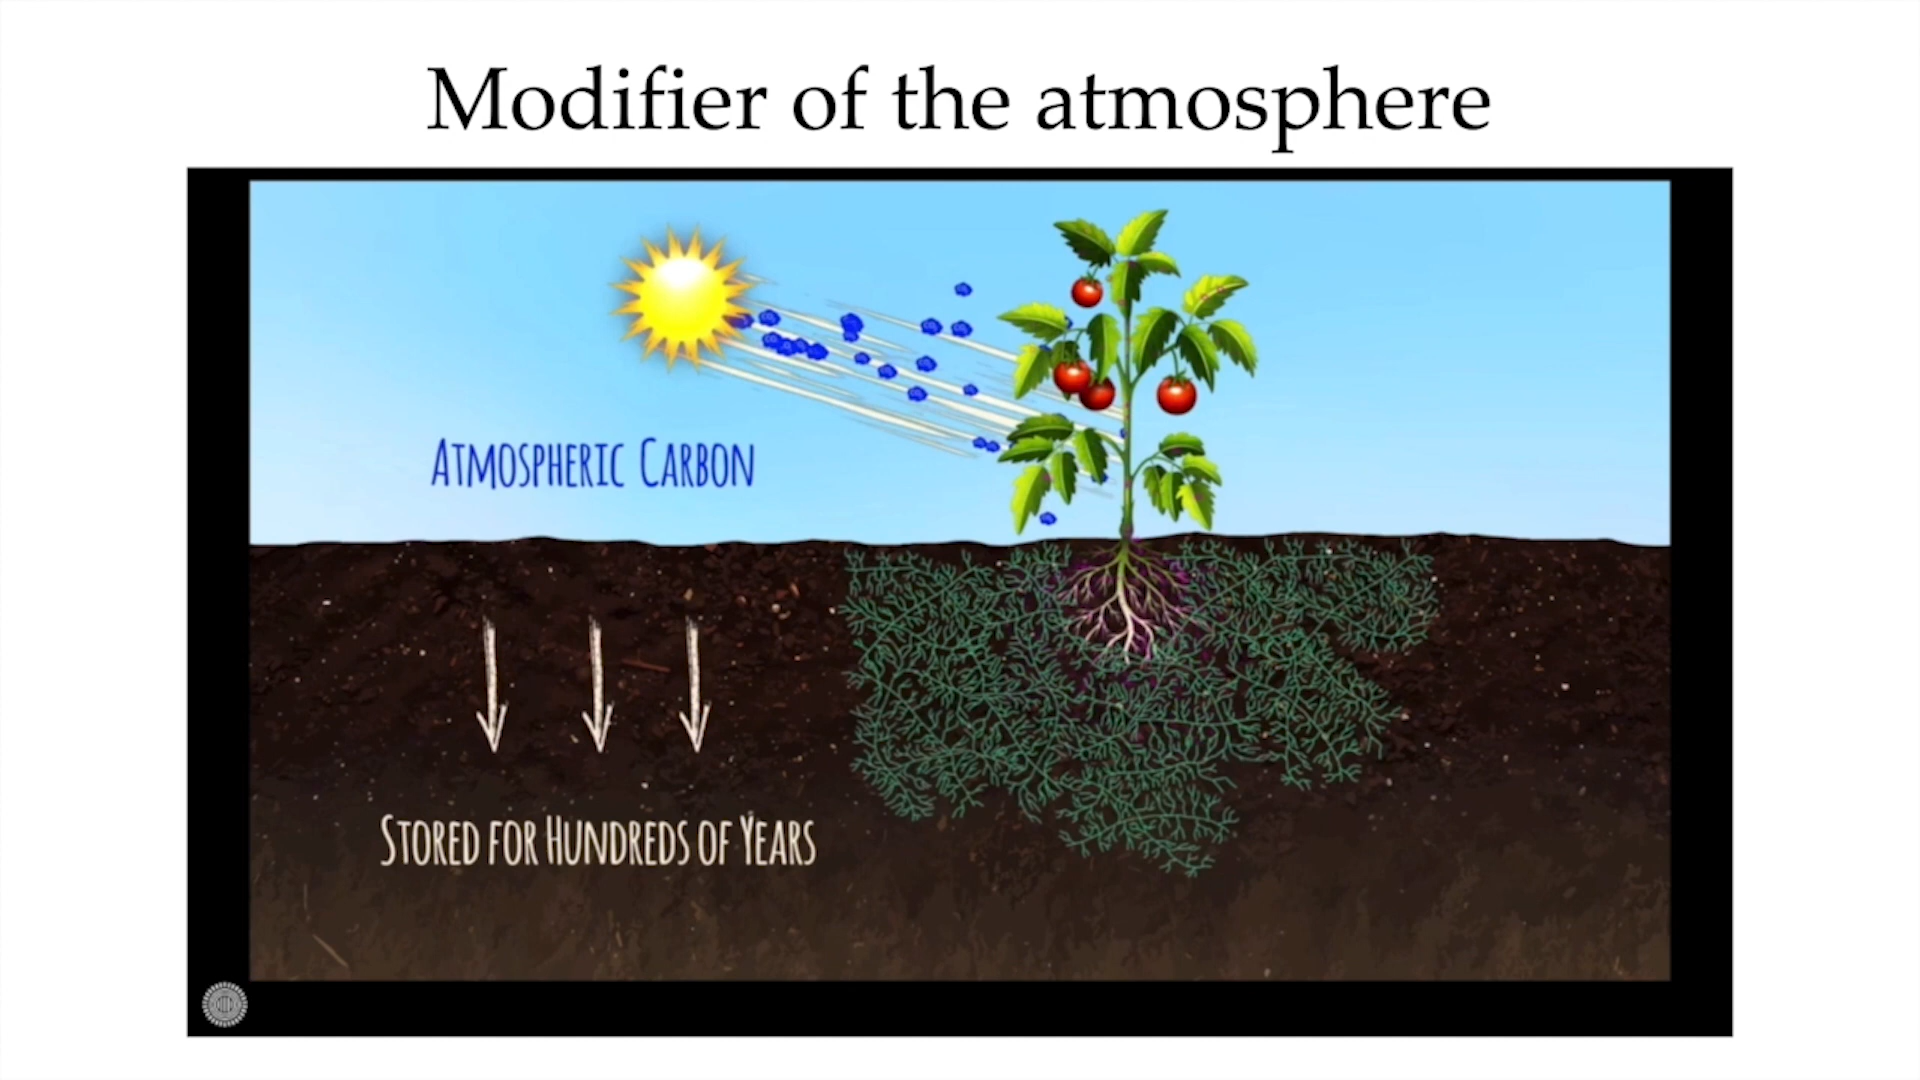 Modifier of the atmosphere
Atmospheric Carbon
Stored for Hundreds of Years